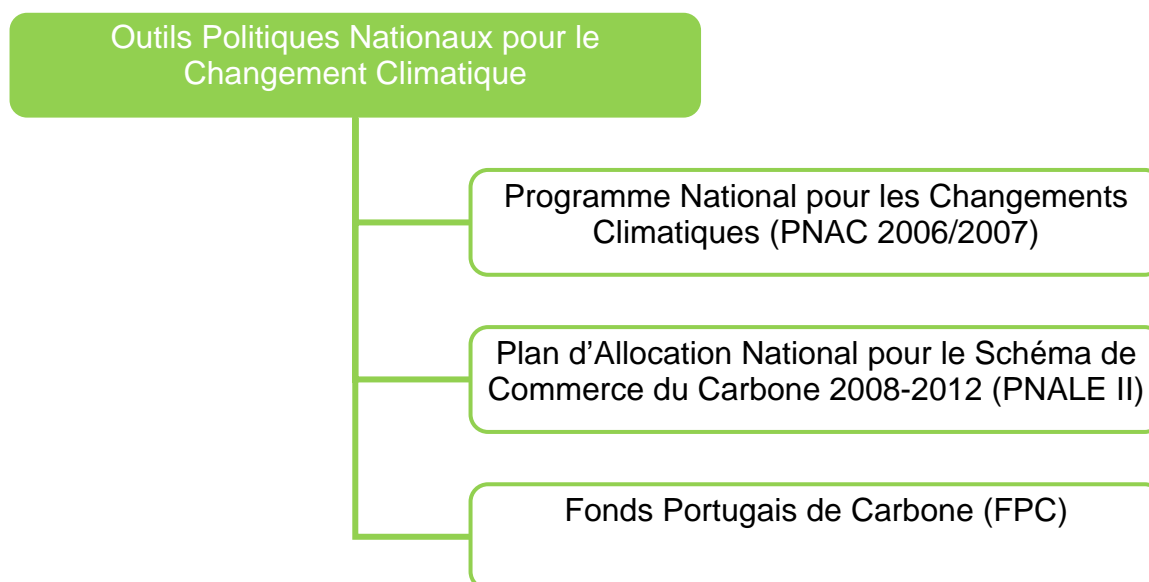 Outils Politiques Nationaux pour le
Changement Climatique
Programme National pour les Changements
Climatiques (PNAC 2006/2007)
Plan d’Allocation National pour le Schéma de
Commerce du Carbone 2008-2012 (PNALE II)
Fonds Portugais de Carbone (FPC)